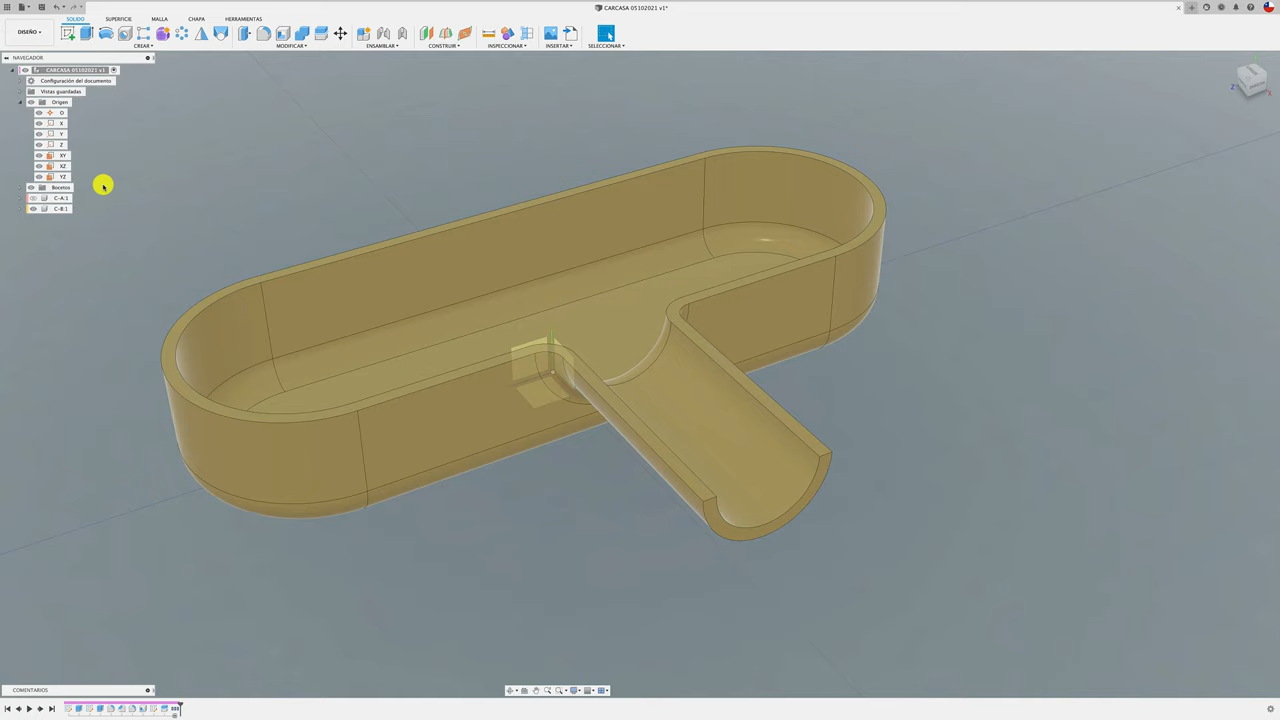 CARCASA 05102021 v1*
SÓLIDO
SUPERFICIE
MALLA
CHAPA
HERRAMIENTAS
DISEÑO
CREAR
MODIFICAR
ENSAMBLAR
CONSTRUIR
INSPECCIONAR
INSERTAR
SELECCIONAR
NAVEGADOR
CARCASA 05102021 v1
Configuración del documento
Vistas guardadas
Origen
O
X
Y
Z
XY
XZ
YZ
Bocetos
C-A:1
C-B:1
Z
X
COMENTARIOS